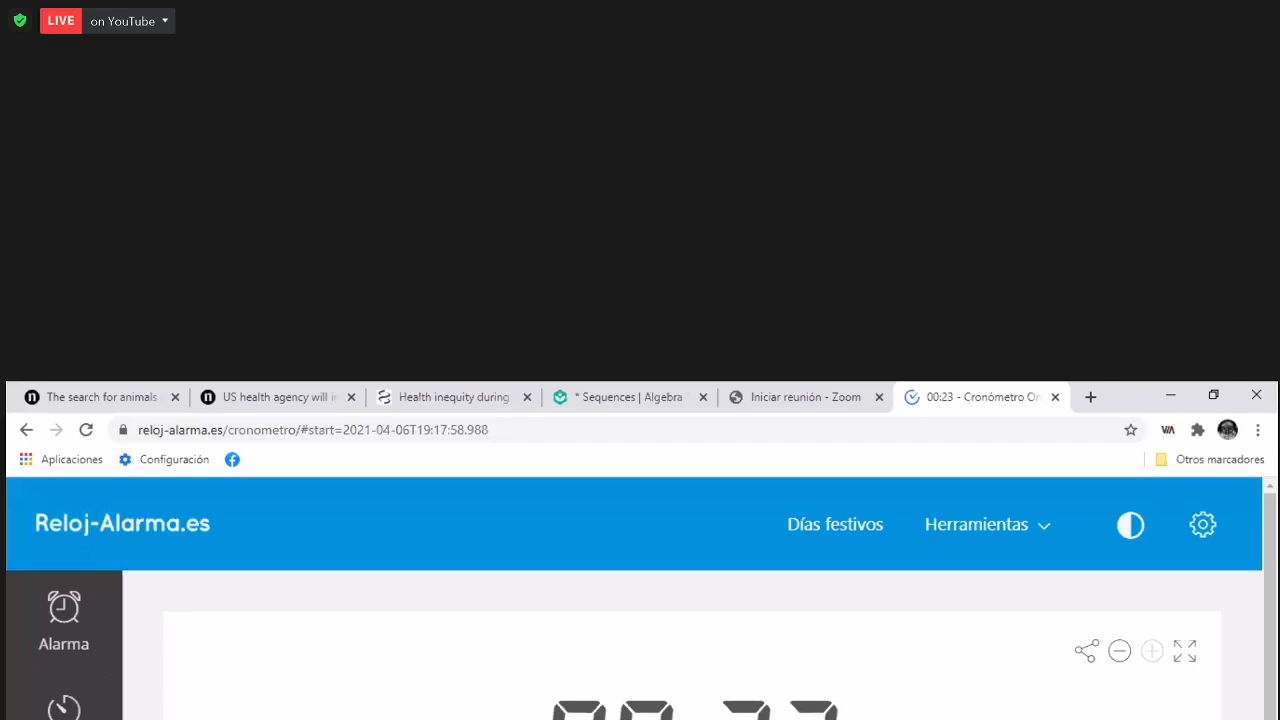 LIVE on YouTube
The search for animals
US health agency will i
Health inequity during
* Sequences | Algebra
Iniciar reunión - Zoom
00:23 - Cronómetro On
reloj-alarma.es/cronometro/#start=2021-04-06T19:17:58.988
VIA
Aplicaciones
Configuración
Otros marcadores
Reloj-Alarma.es
Días festivos
Herramientas
Alarma